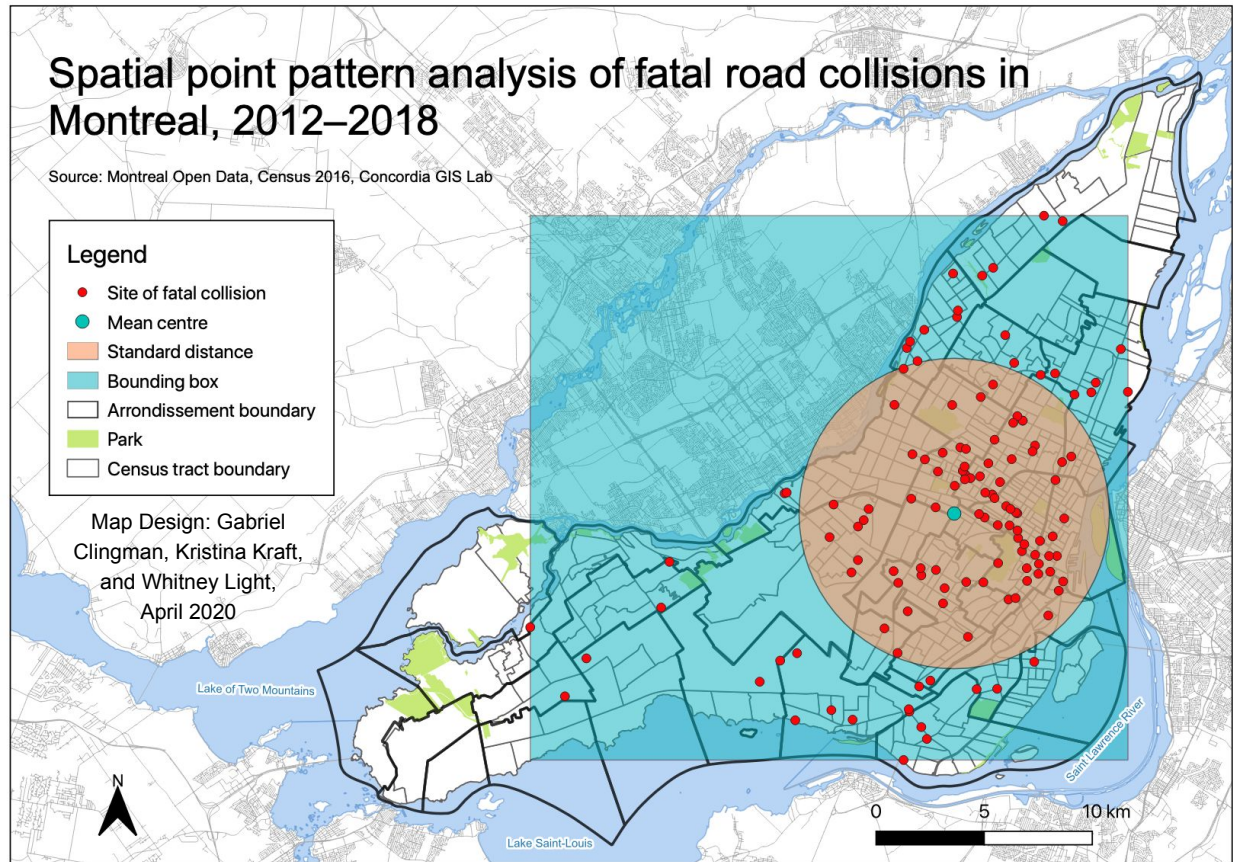 Spatial point pattern analysis of fatal road collisions in
Montreal, 2012–2018
Source: Montreal Open Data, Census 2016, Concordia GIS Lab
Legend
Site of fatal collision
Mean centre
Standard distance
Bounding box
Arrondissement boundary
Park
Census tract boundary
Map Design: Gabriel
Clingman, Kristina Kraft,
and Whitney Light,
April 2020
Lake of Two Mountains
Saint Lawrence River
Lake Saint-Louis
N
0 5 10 km